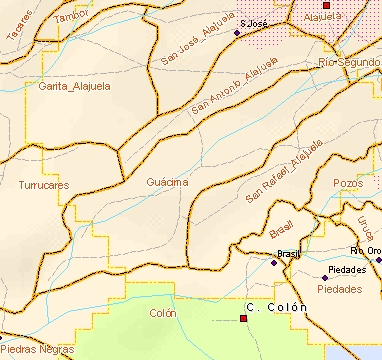 Tacares
Tambor
San José_Alajuela
S.José
Alajuela
Río Segundo
Garita_Alajuela
San Antonio_Alajuela
Turrucares
Guácima
San Rafael_Alajuela
Pozos
Brasil
Uruca
Brasil
Río Oro
Piedades
Piedades
C. Colón
Colón
Piedras Negras